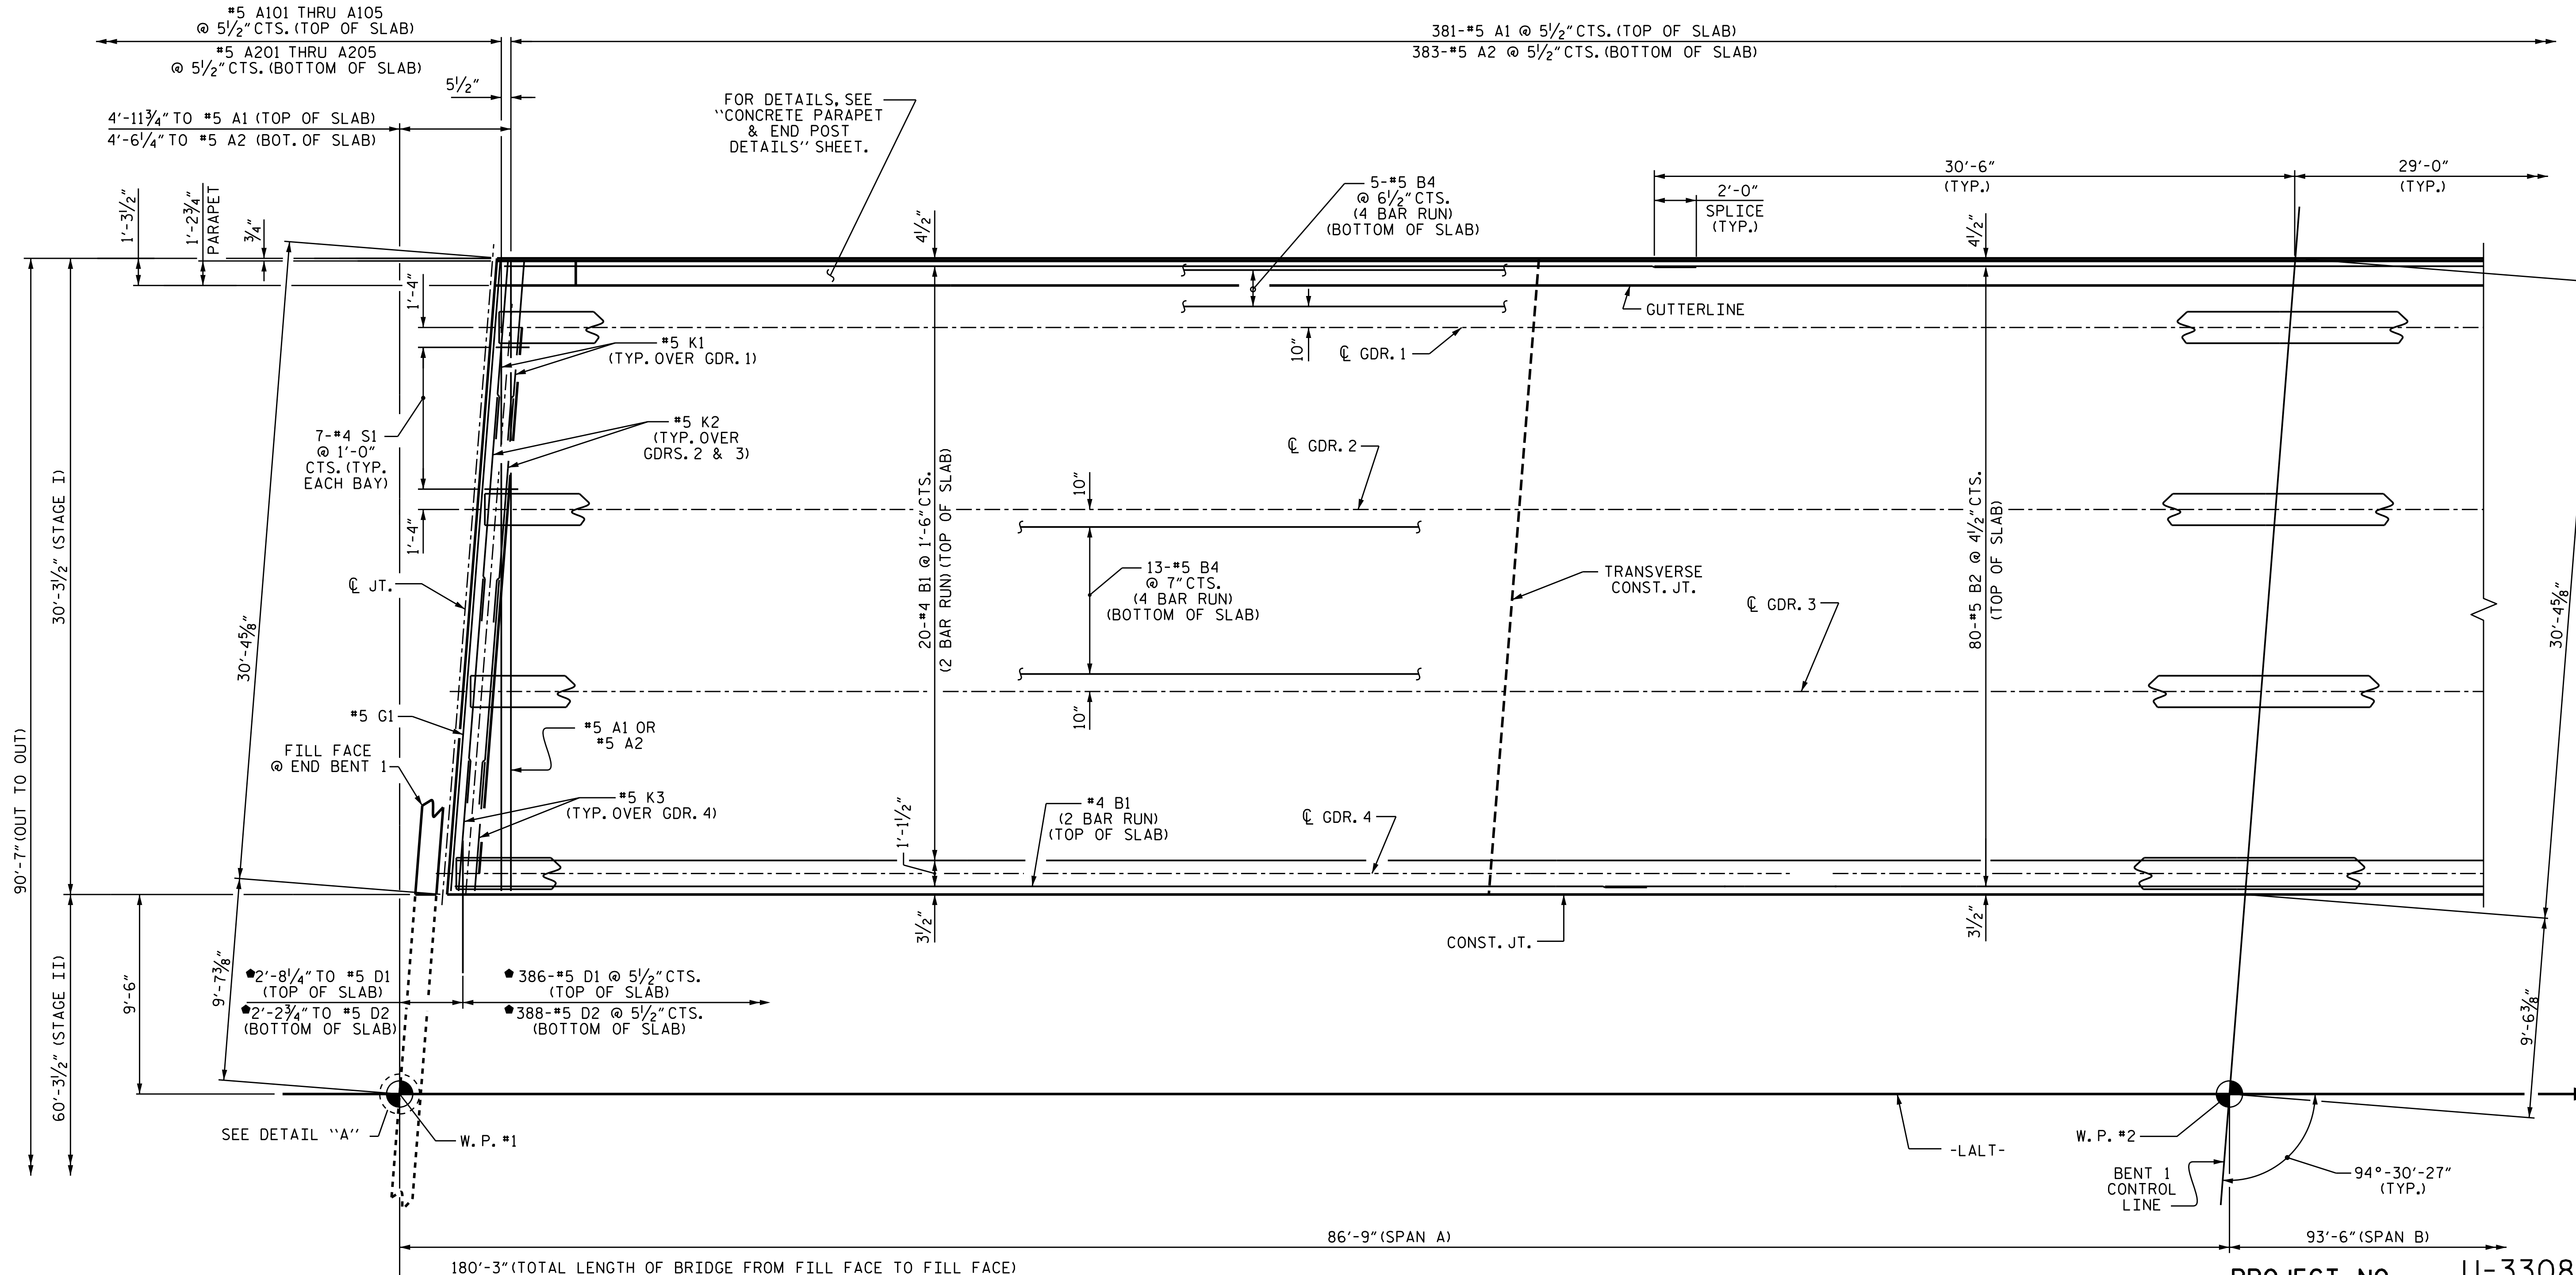 #5 A101 THRU A105
@ 5½" CTS. (TOP OF SLAB)
#5 A201 THRU A205
@ 5½" CTS. (BOTTOM OF SLAB)
381-#5 A1 @ 5½" CTS. (TOP OF SLAB)
383-#5 A2 @ 5½" CTS. (BOTTOM OF SLAB)
5½"
4'-11¾" TO #5 A1 (TOP OF SLAB)
4'-6¼" TO #5 A2 (BOT. OF SLAB)
FOR DETAILS, SEE
"CONCRETE PARAPET
& END POST
DETAILS" SHEET.
5-#5 B4
@ 6½" CTS.
(4 BAR RUN)
(BOTTOM OF SLAB)
30'-6"
(TYP.)
29'-0"
(TYP.)
2'-0"
SPLICE
(TYP.)
1'-3½"
1'-2¾"
PARAPET
¾"
4½"
4½"
1'-4"
GUTTERLINE
10"
℄ GDR. 1
#5 K1
(TYP. OVER GDR. 1)
#5 K2
(TYP. OVER
GDRS. 2 & 3)
7-#4 S1
@ 1'-0"
CTS. (TYP.
EACH BAY)
1'-4"
℄ GDR. 2
10"
20-#4 B1 @ 1'-6" CTS.
(2 BAR RUN) (TOP OF SLAB)
80-#5 B2 @ 4½" CTS.
(TOP OF SLAB)
13-#5 B4
@ 7" CTS.
(4 BAR RUN)
(BOTTOM OF SLAB)
TRANSVERSE
CONST. JT.
℄ GDR. 3
℄ JT.
30'-3½" (STAGE I)
30'-4⅝"
30'-4⅝"
10"
#5 G1
#5 A1 OR
#5 A2
FILL FACE
@ END BENT 1
#5 K3
(TYP. OVER GDR. 4)
1'-1½"
#4 B1
(2 BAR RUN)
(TOP OF SLAB)
℄ GDR. 4
90'-7" (OUT TO OUT)
3½"
3½"
CONST. JT.
2'-8¼" TO #5 D1
(TOP OF SLAB)
2'-2¾" TO #5 D2
(BOTTOM OF SLAB)
386-#5 D1 @ 5½" CTS.
(TOP OF SLAB)
388-#5 D2 @ 5½" CTS.
(BOTTOM OF SLAB)
9'-6"
9'-7⅜"
9'-6⅜"
60'-3½" (STAGE II)
SEE DETAIL "A"
W. P. #1
W. P. #2
-LALT-
BENT 1
CONTROL
LINE
94°-30'-27"
(TYP.)
86'-9" (SPAN A)
93'-6" (SPAN B)
180'-3" (TOTAL LENGTH OF BRIDGE FROM FILL FACE TO FILL FACE)
PROJECT NO. U-3308